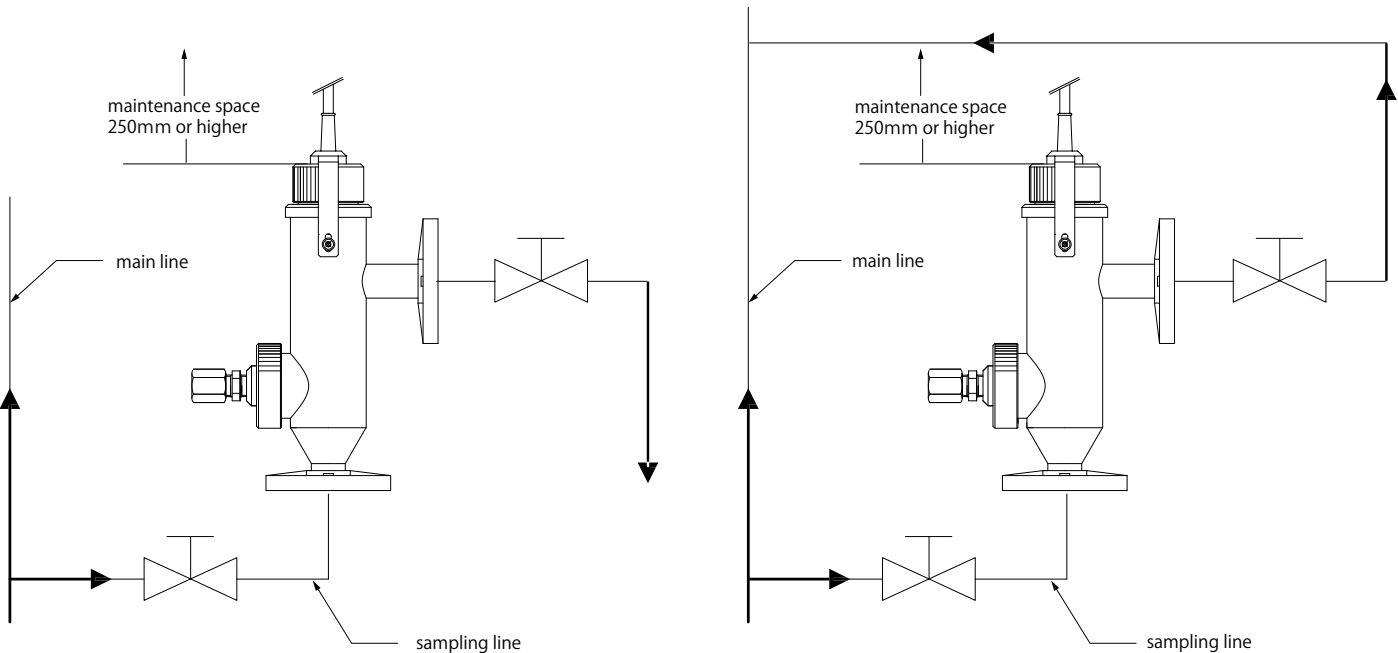 maintenance space
250mm or higher
main line
sampling line
maintenance space
250mm or higher
main line
sampling line